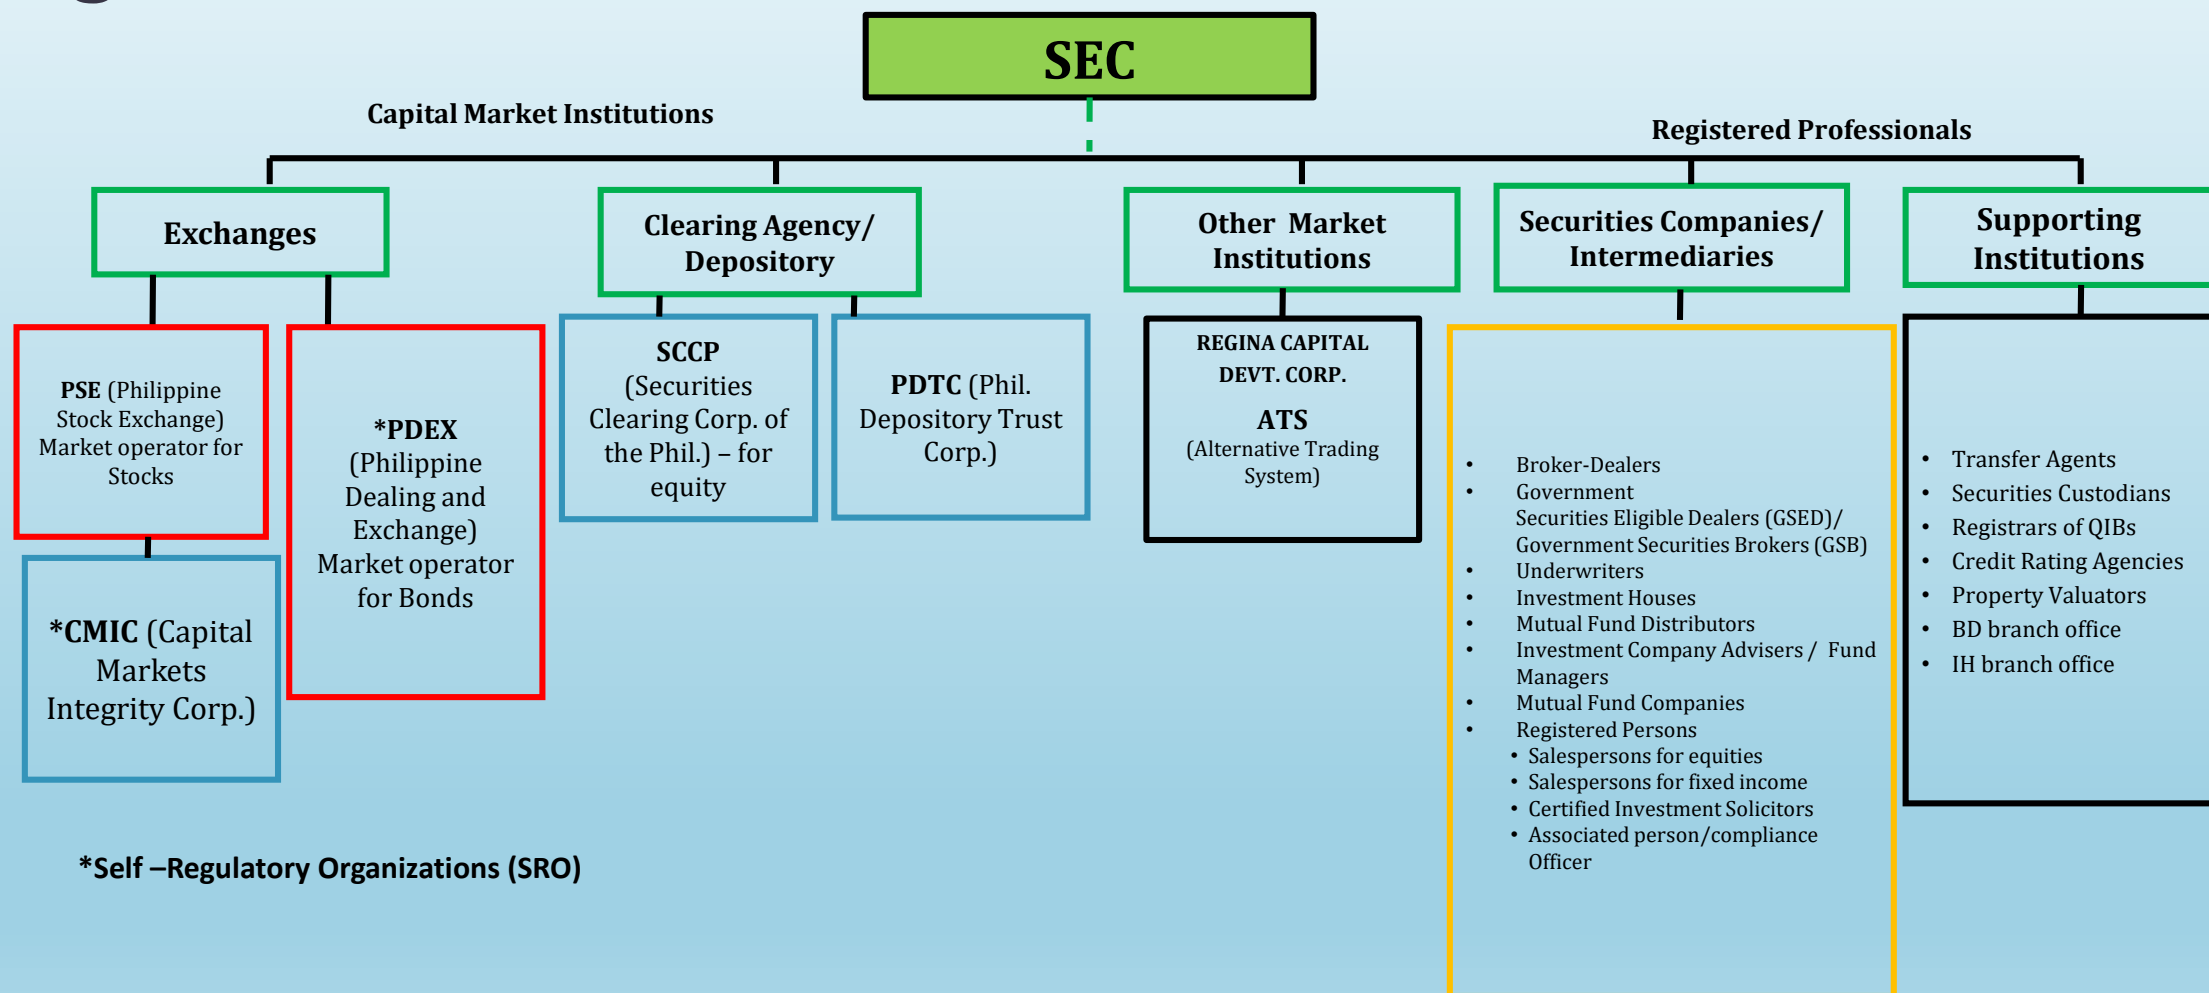 SEC
Capital Market Institutions
Registered Professionals
Exchanges
Clearing Agency/
Depository
Other Market
Institutions
Securities Companies/
Intermediaries
Supporting
Institutions
PSE (Philippine
Stock Exchange)
Market operator for
Stocks
*CMIC (Capital
Markets
Integrity Corp.)
*PDEX
(Philippine
Dealing and
Exchange)
Market operator
for Bonds
SCCP
(Securities
Clearing Corp. of
the Phil.) – for
equity
PDTC (Phil.
Depository Trust
Corp.)
REGINA CAPITAL
DEVT. CORP.
ATS
(Alternative Trading
System)
• Broker-Dealers
• Government
Securities Eligible Dealers (GSED)/
Government Securities Brokers (GSB)
• Underwriters
• Investment Houses
• Mutual Fund Distributors
• Investment Company Advisers / Fund
Managers
• Mutual Fund Companies
• Registered Persons
• Salespersons for equities
• Salespersons for fixed income
• Certified Investment Solicitors
• Associated person/compliance
Officer
• Transfer Agents
• Securities Custodians
• Registrars of QIBs
• Credit Rating Agencies
• Property Valuators
• BD branch office
• IH branch office
*Self –Regulatory Organizations (SRO)